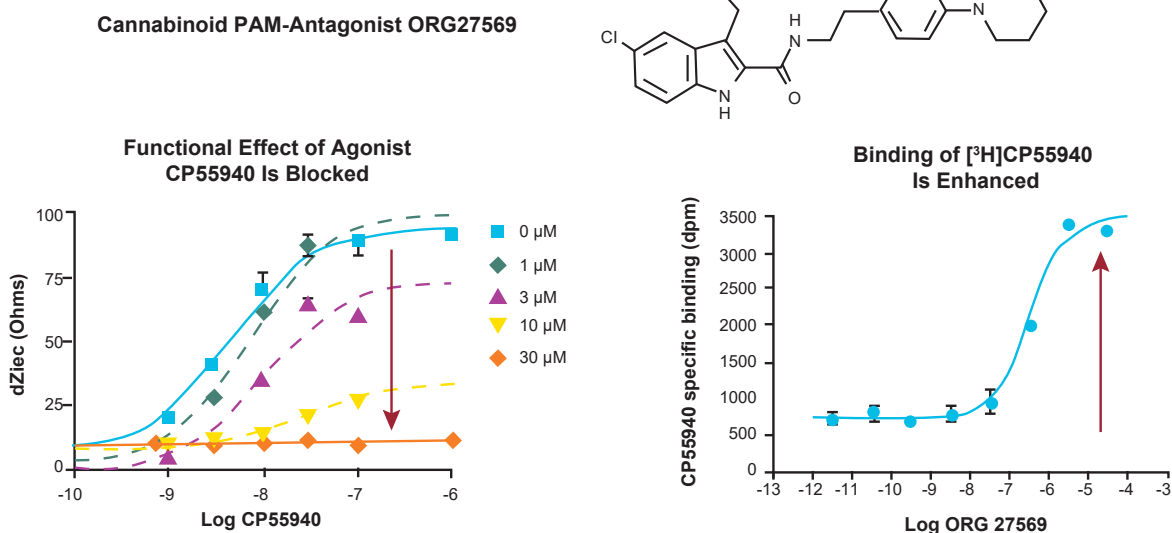 Cannabinoid PAM-Antagonist ORG27569
Cl
N
H
O
H
N
N
Functional Effect of Agonist
CP55940 Is Blocked
dZiec (Ohms)
100
75
50
25
0
-10
-9
-8
-7
-6
Log CP55940
0 µM
1 µM
3 µM
10 µM
30 µM
Binding of [³H]CP55940
Is Enhanced
CP55940 specific binding (dpm)
3500
3000
2500
2000
1500
1000
500
0
-13
-12
-11
-10
-9
-8
-7
-6
-5
-4
-3
Log ORG 27569